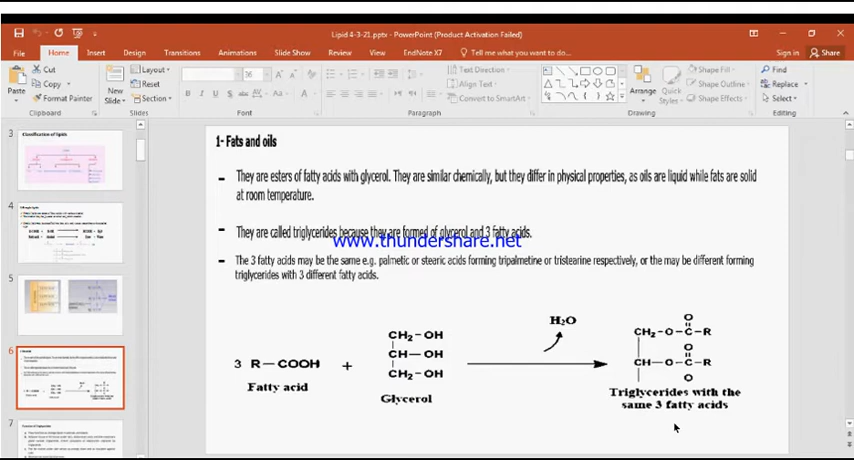 Lipid 4-3-21.pptx - PowerPoint (Product Activation Failed)
File Home Insert Design Transitions Animations Slide Show Review View EndNote X7 Tell me what you want to do... Sign in Share
Cut
Copy
Format Painter
Paste
New Slide
Layout
Reset
Section
36
Text Direction
Align Text
Convert to SmartArt
Arrange
Quick Styles
Shape Fill
Shape Outline
Shape Effects
Find
Replace
Select
Clipboard Slides Font Paragraph Drawing Editing
3
Classification of lipids
4
5
6
7
1- Fats and oils
- They are esters of fatty acids with glycerol. They are similar chemically, but they differ in physical properties, as oils are liquid while fats are solid
at room temperature.
- They are called triglycerides because they are formed of glycerol and 3 fatty acids.
www.thundershare.net
- The 3 fatty acids may be the same e.g. palmetic or stearic acids forming tripalmetine or tristearine respectively, or the may be different forming
triglycerides with 3 different fatty acids.
3 R—COOH
Fatty acid
+
CH₂-OH
CH—OH
CH₂-OH
Glycerol
H₂O
O
CH₂-O-C-R
O
CH—O-C-R
O
Triglycerides with the
same 3 fatty acids